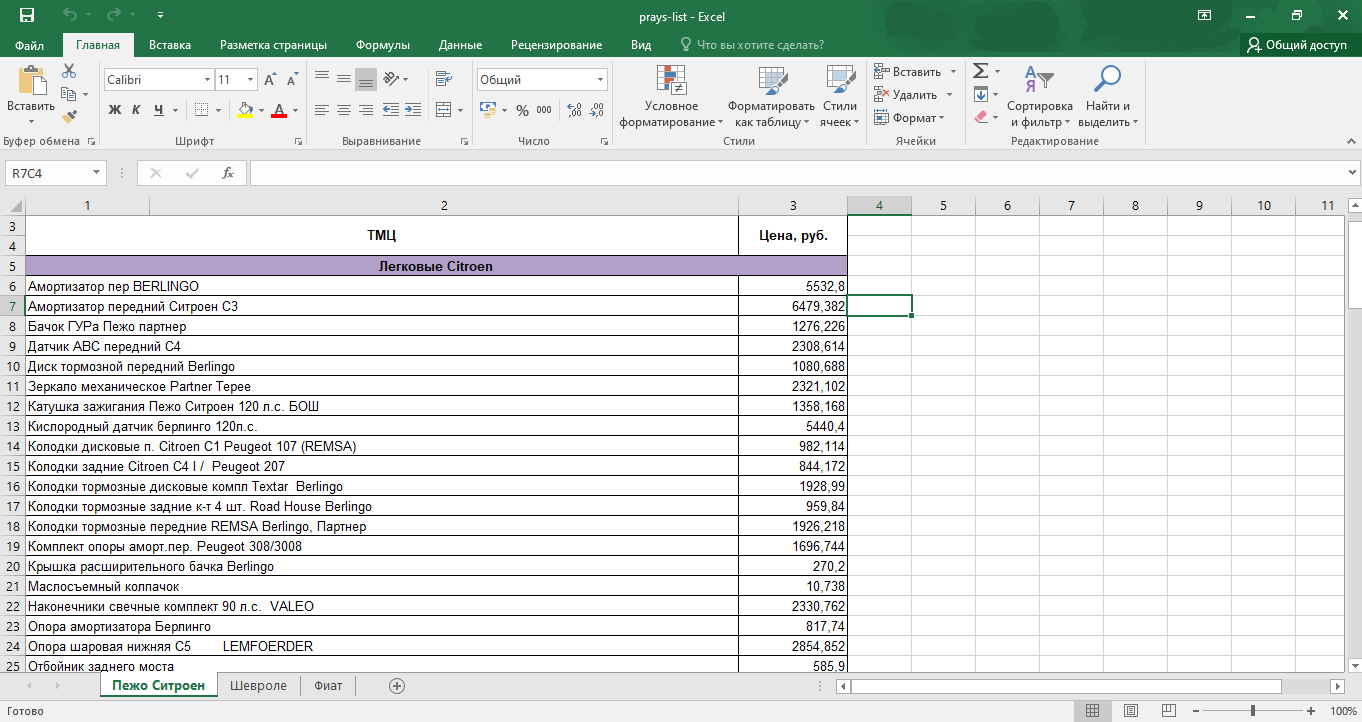 prays-list - Excel
Файл Главная Вставка Разметка страницы Формулы Данные Рецензирование Вид Что вы хотите сделать? Общий доступ
Вставить
Calibri 11
Ж К Ч
А
Общий
% 000
Условное форматирование
Форматировать как таблицу
Стили ячеек
Вставить
Удалить
Формат
Сортировка и фильтр
Найти и выделить
Буфер обмена Шрифт Выравнивание Число Стили Ячейки Редактирование
R7C4 fx
1 2 3 4 5 6 7 8 9 10 11
3
4
ТМЦ Цена, руб.
5 Легковые Citroen
6 Амортизатор пер BERLINGO 5532,8
7 Амортизатор передний Ситроен С3 6479,382
8 Бачок ГУРа Пежо партнер 1276,226
9 Датчик АВС передний С4 2308,614
10 Диск тормозной передний Berlingo 1080,688
11 Зеркало механическое Partner Tepee 2321,102
12 Катушка зажигания Пежо Ситроен 120 л.с. БОШ 1358,168
13 Кислородный датчик берлинго 120л.с. 5440,4
14 Колодки дисковые п. Citroen C1 Peugeot 107 (REMSA) 982,114
15 Колодки задние Citroen C4 I / Peugeot 207 844,172
16 Колодки тормозные дисковые компл Textar Berlingo 1928,99
17 Колодки тормозные задние к-т 4 шт. Road House Berlingo 959,84
18 Колодки тормозные передние REMSA Berlingo, Партнер 1926,218
19 Комплект опоры аморт.пер. Peugeot 308/3008 1696,744
20 Крышка расширительного бачка Berlingo 270,2
21 Маслосъемный колпачок 10,738
22 Наконечники свечные комплект 90 л.с. VALEO 2330,762
23 Опора амортизатора Берлинго 817,74
24 Опора шаровая нижняя С5 LEMFOERDER 2854,852
25 Отбойник заднего моста 585,9
Пежо Ситроен Шевроле Фиат
Готово 100%